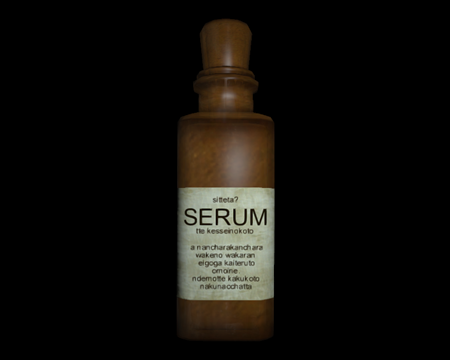 sitteta?
SERUM
tte kesseinokoto
a nancharakanchara
wakeno wakaran
eigoga kaiteruto
omoine
ndemotte kakukoto
nakunacchatta